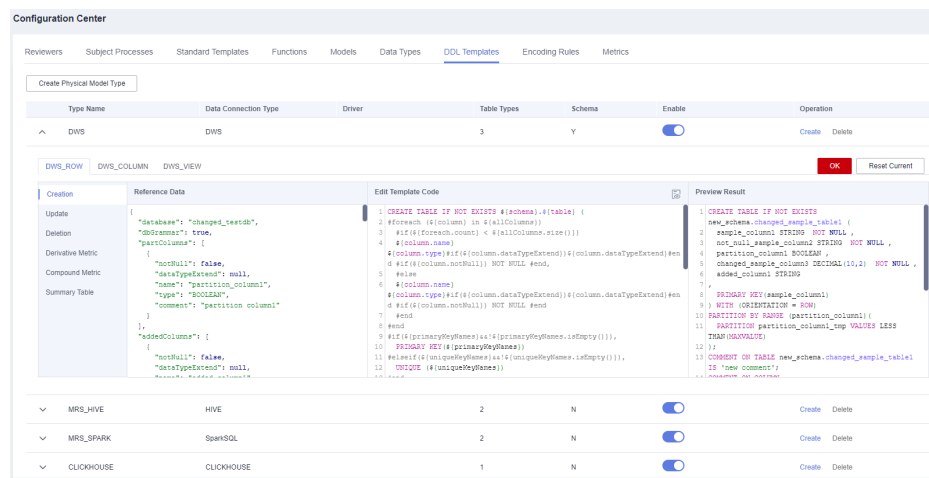 Configuration Center
Reviewers Subject Processes Standard Templates Functions Models Data Types DDL Templates Encoding Rules Metrics
Create Physical Model Type
Type Name Data Connection Type Driver Table Types Schema Enable Operation
DWS DWS 3 Y Create Delete
DWS_ROW DWS_COLUMN DWS_VIEW OK Reset Current
Creation
Update
Deletion
Derivative Metric
Compound Metric
Summary Table
Reference Data
{
"database": "changed_testdb",
"dbGrammar": true,
"partColumns": [
{
"notNull": false,
"dataTypeExtend": null,
"name": "partition_column1",
"type": "BOOLEAN",
"comment": "partition column1"
}
],
"addedColumns": [
{
"notNull": false,
"dataTypeExtend": null,
Edit Template Code
1 CREATE TABLE IF NOT EXISTS ${schema}.${table} (
2 #foreach (${column} in ${allColumns})
3 #if(${foreach.count} < ${allColumns.size()})
4 ${column.name}
${column.type}#if(${column.dataTypeExtend})${column.dataTypeExtend}#en
d #if(${column.notNull}) NOT NULL #end,
5 #else
6 ${column.name}
${column.type}#if(${column.dataTypeExtend})${column.dataTypeExtend}#en
d #if(${column.notNull}) NOT NULL #end
7 #end
8 #end
9 #if(${primaryKeyNames}&&!${primaryKeyNames.isEmpty()}),
10 PRIMARY KEY(${primaryKeyNames})
11 #elseif(${uniqueKeyNames}&&!${uniqueKeyNames.isEmpty()}),
12 UNIQUE (${uniqueKeyNames})
Preview Result
1 CREATE TABLE IF NOT EXISTS
new_schema.changed_sample_table1 (
2 sample_column1 STRING NOT NULL ,
3 not_null_sample_column2 STRING NOT NULL ,
4 partition_column1 BOOLEAN ,
5 changed_sample_column3 DECIMAL(10,2) NOT NULL ,
6 added_column1 STRING
7 ,
8 PRIMARY KEY(sample_column1)
9 ) WITH (ORIENTATION = ROW)
10 PARTITION BY RANGE (partition_column1)(
11 PARTITION partition_column1_tmp VALUES LESS
THAN(MAXVALUE)
12 );
13 COMMENT ON TABLE new_schema.changed_sample_table1
IS 'new comment';
MRS_HIVE HIVE 2 N Create Delete
MRS_SPARK SparkSQL 2 N Create Delete
CLICKHOUSE CLICKHOUSE 1 N Create Delete